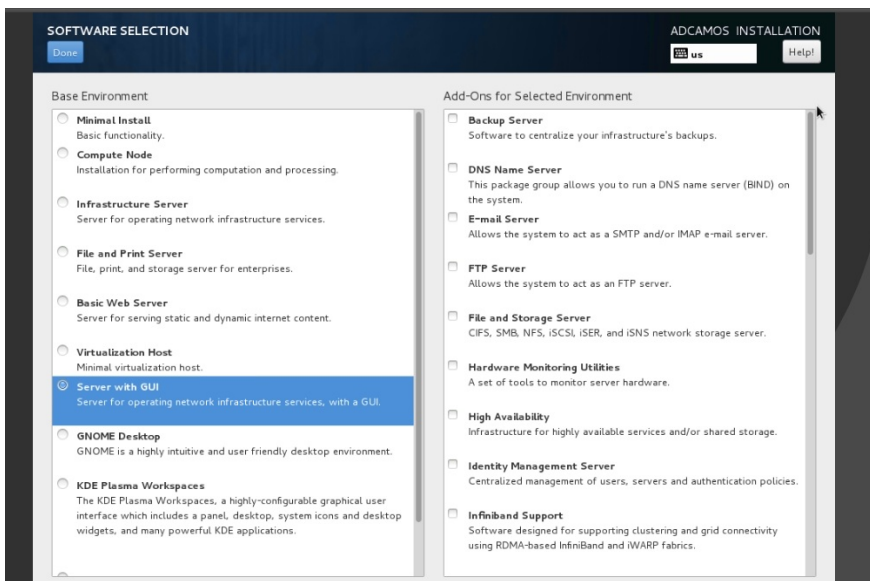 SOFTWARE SELECTION
Done
ADCAMOS INSTALLATION
us
Help!
Base Environment
Minimal Install
Basic functionality.
Compute Node
Installation for performing computation and processing.
Infrastructure Server
Server for operating network infrastructure services.
File and Print Server
File, print, and storage server for enterprises.
Basic Web Server
Server for serving static and dynamic internet content.
Virtualization Host
Minimal virtualization host.
Server with GUI
Server for operating network infrastructure services, with a GUI.
GNOME Desktop
GNOME is a highly intuitive and user friendly desktop environment.
KDE Plasma Workspaces
The KDE Plasma Workspaces, a highly-configurable graphical user
interface which includes a panel, desktop, system icons and desktop
widgets, and many powerful KDE applications.
Add-Ons for Selected Environment
Backup Server
Software to centralize your infrastructure's backups.
DNS Name Server
This package group allows you to run a DNS name server (BIND) on
the system.
E-mail Server
Allows the system to act as a SMTP and/or IMAP e-mail server.
FTP Server
Allows the system to act as an FTP server.
File and Storage Server
CIFS, SMB, NFS, iSCSI, iSER, and iSNS network storage server.
Hardware Monitoring Utilities
A set of tools to monitor server hardware.
High Availability
Infrastructure for highly available services and/or shared storage.
Identity Management Server
Centralized management of users, servers and authentication policies.
Infiniband Support
Software designed for supporting clustering and grid connectivity
using RDMA-based InfiniBand and iWARP fabrics.